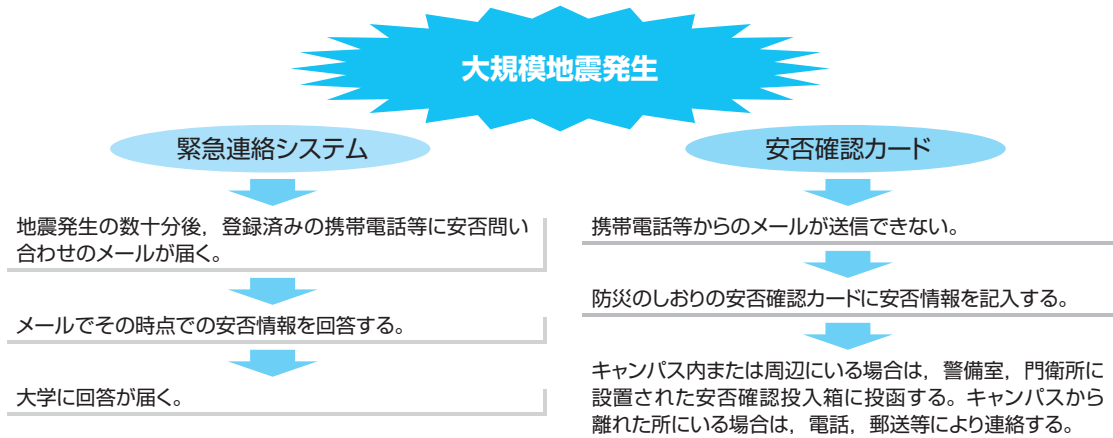 大規模地震発生
緊急連絡システム
地震発生の数十分後，登録済みの携帯電話等に安否問い
合わせのメールが届く。
メールでその時点での安否情報を回答する。
大学に回答が届く。
安否確認カード
携帯電話等からのメールが送信できない。
防災のしおりの安否確認カードに安否情報を記入する。
キャンパス内または周辺にいる場合は，警備室，門衛所に
設置された安否確認投入箱に投函する。キャンパスから
離れた所にいる場合は，電話，郵送等により連絡する。